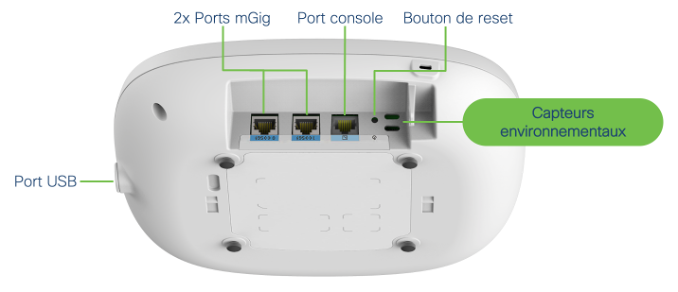 2x Ports mGig
Port console
Bouton de reset
Capteurs
environnementaux
Port USB